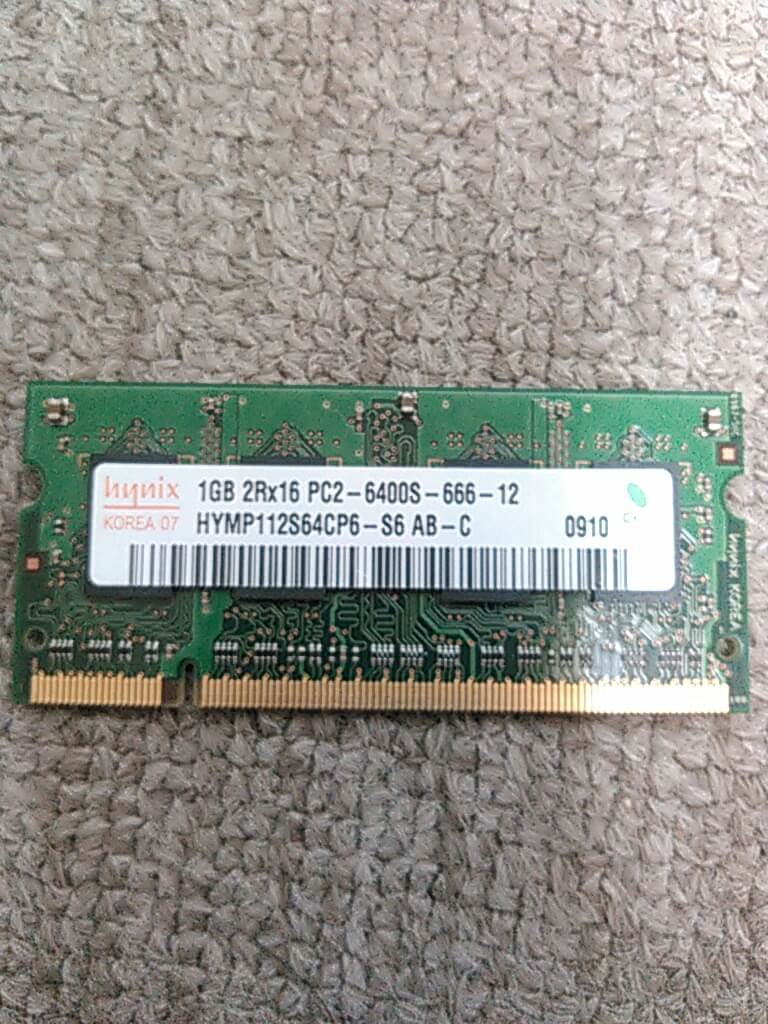 hynix
KOREA 07
1GB 2Rx16 PC2-6400S-666-12
HYMP112S64CP6-S6 AB-C
0910
hynix KOREA